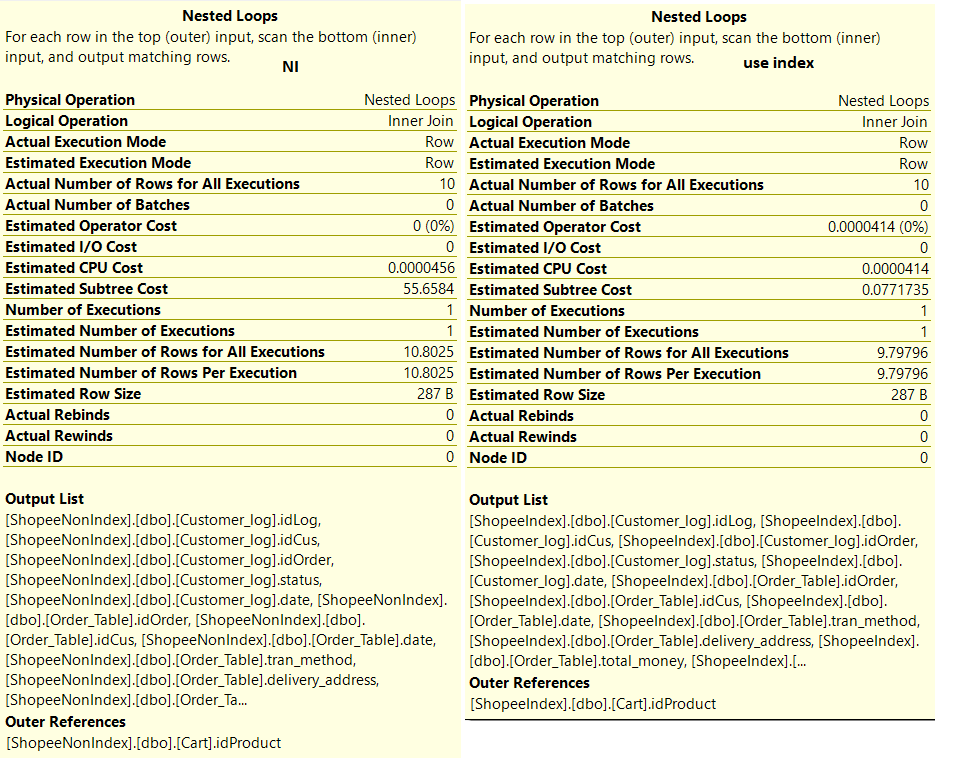 Nested Loops
For each row in the top (outer) input, scan the bottom (inner)
input, and output matching rows.
NI
Physical Operation Nested Loops
Logical Operation Inner Join
Actual Execution Mode Row
Estimated Execution Mode Row
Actual Number of Rows for All Executions 10
Actual Number of Batches 0
Estimated Operator Cost 0 (0%)
Estimated I/O Cost 0
Estimated CPU Cost 0.0000456
Estimated Subtree Cost 55.6584
Number of Executions 1
Estimated Number of Executions 1
Estimated Number of Rows for All Executions 10.8025
Estimated Number of Rows Per Execution 10.8025
Estimated Row Size 287 B
Actual Rebinds 0
Actual Rewinds 0
Node ID 0
Output List
[ShopeeNonIndex].[dbo].[Customer_log].idLog,
[ShopeeNonIndex].[dbo].[Customer_log].idCus,
[ShopeeNonIndex].[dbo].[Customer_log].idOrder,
[ShopeeNonIndex].[dbo].[Customer_log].status,
[ShopeeNonIndex].[dbo].[Customer_log].date, [ShopeeNonIndex].
[dbo].[Order_Table].idOrder, [ShopeeNonIndex].[dbo].
[Order_Table].idCus, [ShopeeNonIndex].[dbo].[Order_Table].date,
[ShopeeNonIndex].[dbo].[Order_Table].tran_method,
[ShopeeNonIndex].[dbo].[Order_Table].delivery_address,
[ShopeeNonIndex].[dbo].[Order_Ta...
Outer References
[ShopeeNonIndex].[dbo].[Cart].idProduct
Nested Loops
For each row in the top (outer) input, scan the bottom (inner)
input, and output matching rows.
use index
Physical Operation Nested Loops
Logical Operation Inner Join
Actual Execution Mode Row
Estimated Execution Mode Row
Actual Number of Rows for All Executions 10
Actual Number of Batches 0
Estimated Operator Cost 0.0000414 (0%)
Estimated I/O Cost 0
Estimated CPU Cost 0.0000414
Estimated Subtree Cost 0.0771735
Number of Executions 1
Estimated Number of Executions 1
Estimated Number of Rows for All Executions 9.79796
Estimated Number of Rows Per Execution 9.79796
Estimated Row Size 287 B
Actual Rebinds 0
Actual Rewinds 0
Node ID 0
Output List
[ShopeeIndex].[dbo].[Customer_log].idLog, [ShopeeIndex].[dbo].
[Customer_log].idCus, [ShopeeIndex].[dbo].[Customer_log].idOrder,
[ShopeeIndex].[dbo].[Customer_log].status, [ShopeeIndex].[dbo].
[Customer_log].date, [ShopeeIndex].[dbo].[Order_Table].idOrder,
[ShopeeIndex].[dbo].[Order_Table].idCus, [ShopeeIndex].[dbo].
[Order_Table].date, [ShopeeIndex].[dbo].[Order_Table].tran_method,
[ShopeeIndex].[dbo].[Order_Table].delivery_address, [ShopeeIndex].
[dbo].[Order_Table].total_money, [ShopeeIndex].[...
Outer References
[ShopeeIndex].[dbo].[Cart].idProduct